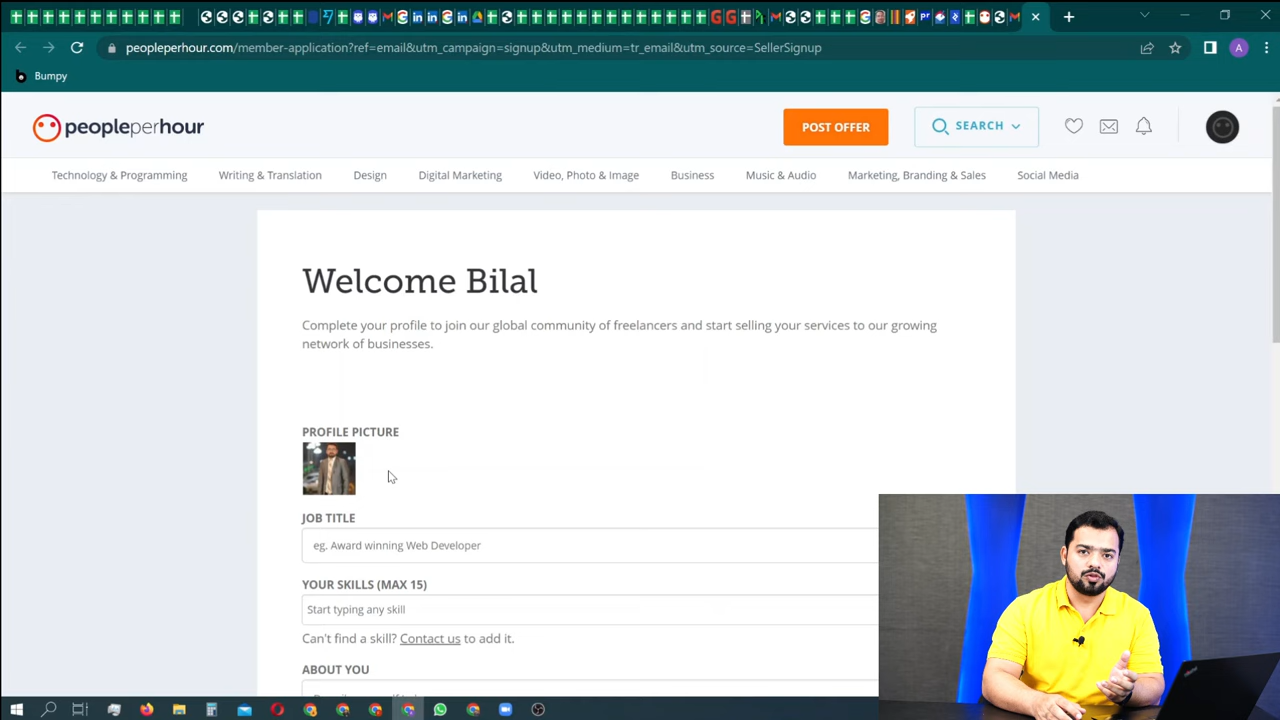 peopleperhour.com/member-application?ref=email&utm_campaign=signup&utm_medium=tr_email&utm_source=SellerSignup
A
Bumpy
peopleperhour
POST OFFER
SEARCH
Technology & Programming Writing & Translation Design Digital Marketing Video, Photo & Image Business Music & Audio Marketing, Branding & Sales Social Media
Welcome Bilal
Complete your profile to join our global community of freelancers and start selling your services to our growing
network of businesses.
PROFILE PICTURE
JOB TITLE
eg. Award winning Web Developer
YOUR SKILLS (MAX 15)
Start typing any skill
Can't find a skill? Contact us to add it.
ABOUT YOU